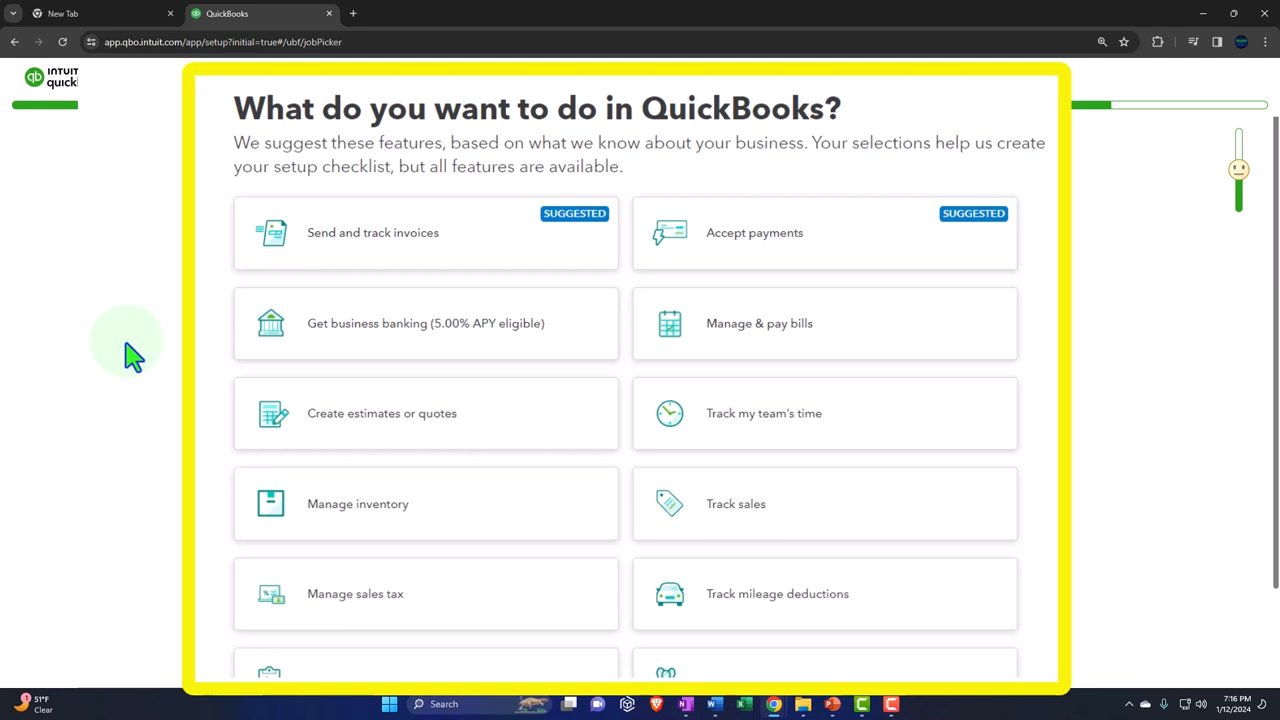 New Tab
QuickBooks
app.qbo.intuit.com/app/setup?initial=true#/ubf/jobPicker
qb INTUIT
quick
What do you want to do in QuickBooks?
We suggest these features, based on what we know about your business. Your selections help us create
your setup checklist, but all features are available.
SUGGESTED
Send and track invoices
SUGGESTED
Accept payments
Get business banking (5.00% APY eligible)
Manage & pay bills
Create estimates or quotes
Track my team's time
Manage inventory
Track sales
Manage sales tax
Track mileage deductions
1
51°F
Clear
Search
7:16 PM
1/12/2024